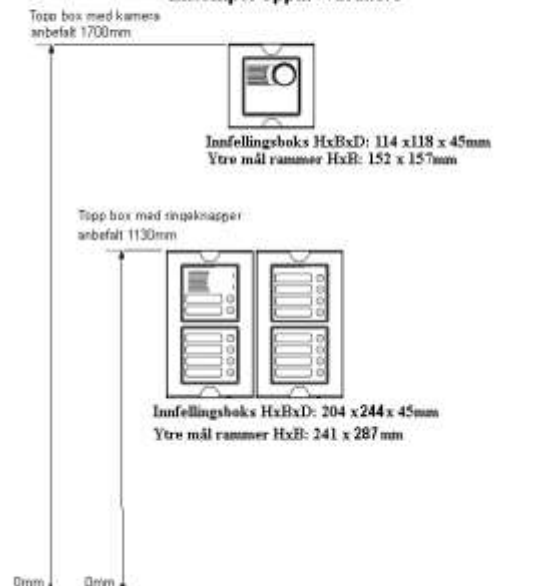 Topp box med kamera
anbefalt 1700mm
Innfellingsboks HxBxD: 114 x118 x 45mm
Ytre mål rammer HxB: 152 x 157mm
Topp box med ringeknapper
anbefalt 1130mm
Innfellingsboks HxBxD: 204 x 244 x 45mm
Ytre mål rammer HxB: 241 x 287mm
0mm 0mm